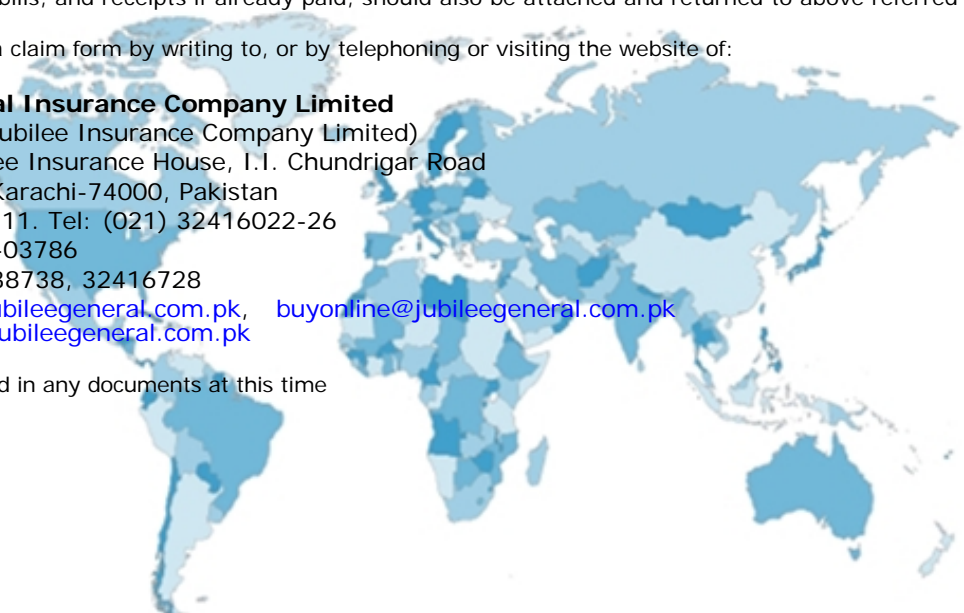 bills, and receipts if already paid, should also be attached and returned to above referred
claim form by writing to, or by telephoning or visiting the website of:
al Insurance Company Limited
ubilee Insurance Company Limited)
ee Insurance House, I.I. Chundrigar Road
Karachi-74000, Pakistan
11. Tel: (021) 32416022-26
-03786
38738, 32416728
ubileegeneral.com.pk, buyonline@jubileegeneral.com.pk
jubileegeneral.com.pk
d in any documents at this time